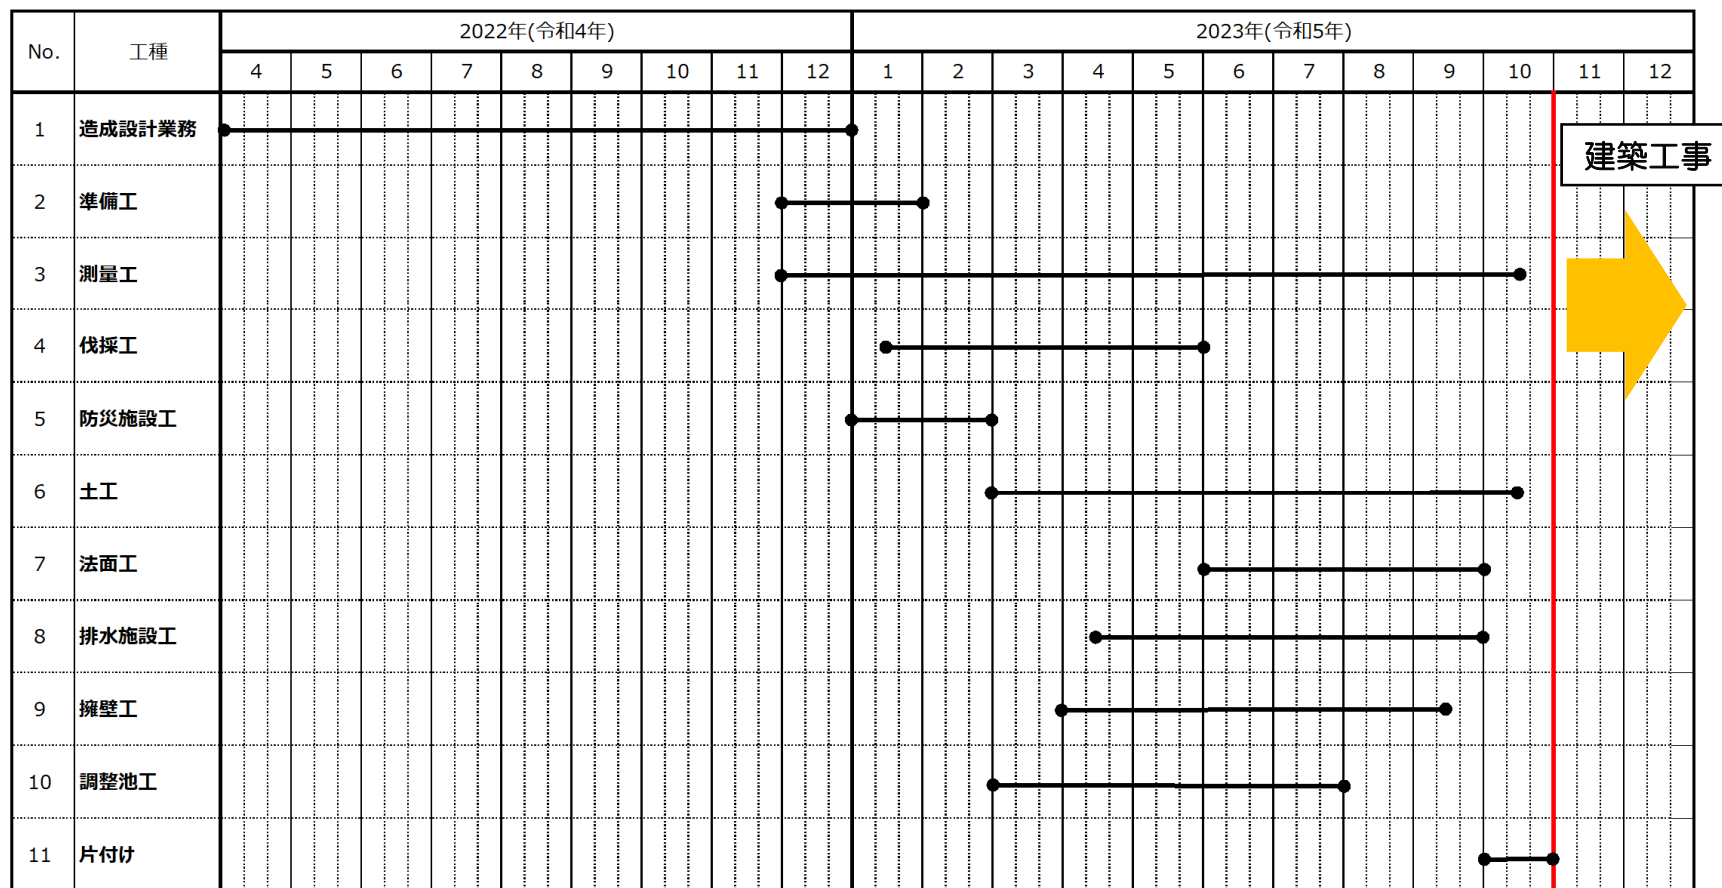 No. 工種 2022年(令和4年) 2023年(令和5年)
4 5 6 7 8 9 10 11 12 1 2 3 4 5 6 7 8 9 10 11 12
1 造成設計業務
建築工事
2 準備工
3 測量工
4 伐採工
5 防災施設工
6 土工
7 法面工
8 排水施設工
9 擁壁工
10 調整池工
11 片付け